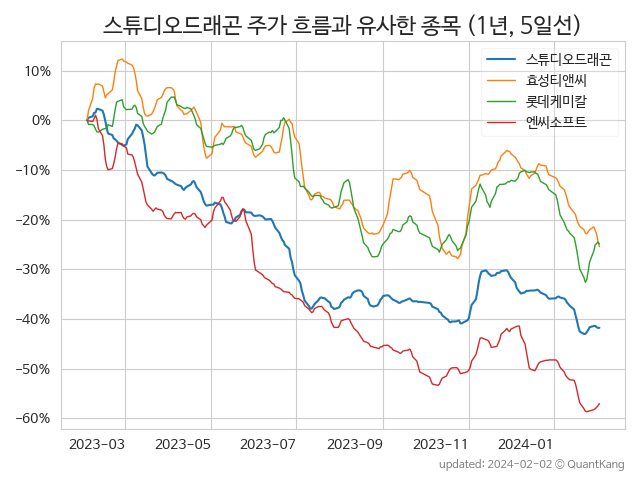 스튜디오드래곤 주가 흐름과 유사한 종목 (1년, 5일선)
스튜디오드래곤
효성티앤씨
롯데케미칼
엔씨소프트
10%
0%
−10%
−20%
−30%
−40%
−50%
−60%
2023-03 2023-05 2023-07 2023-09 2023-11 2024-01
updated: 2024-02-02 © QuantKang